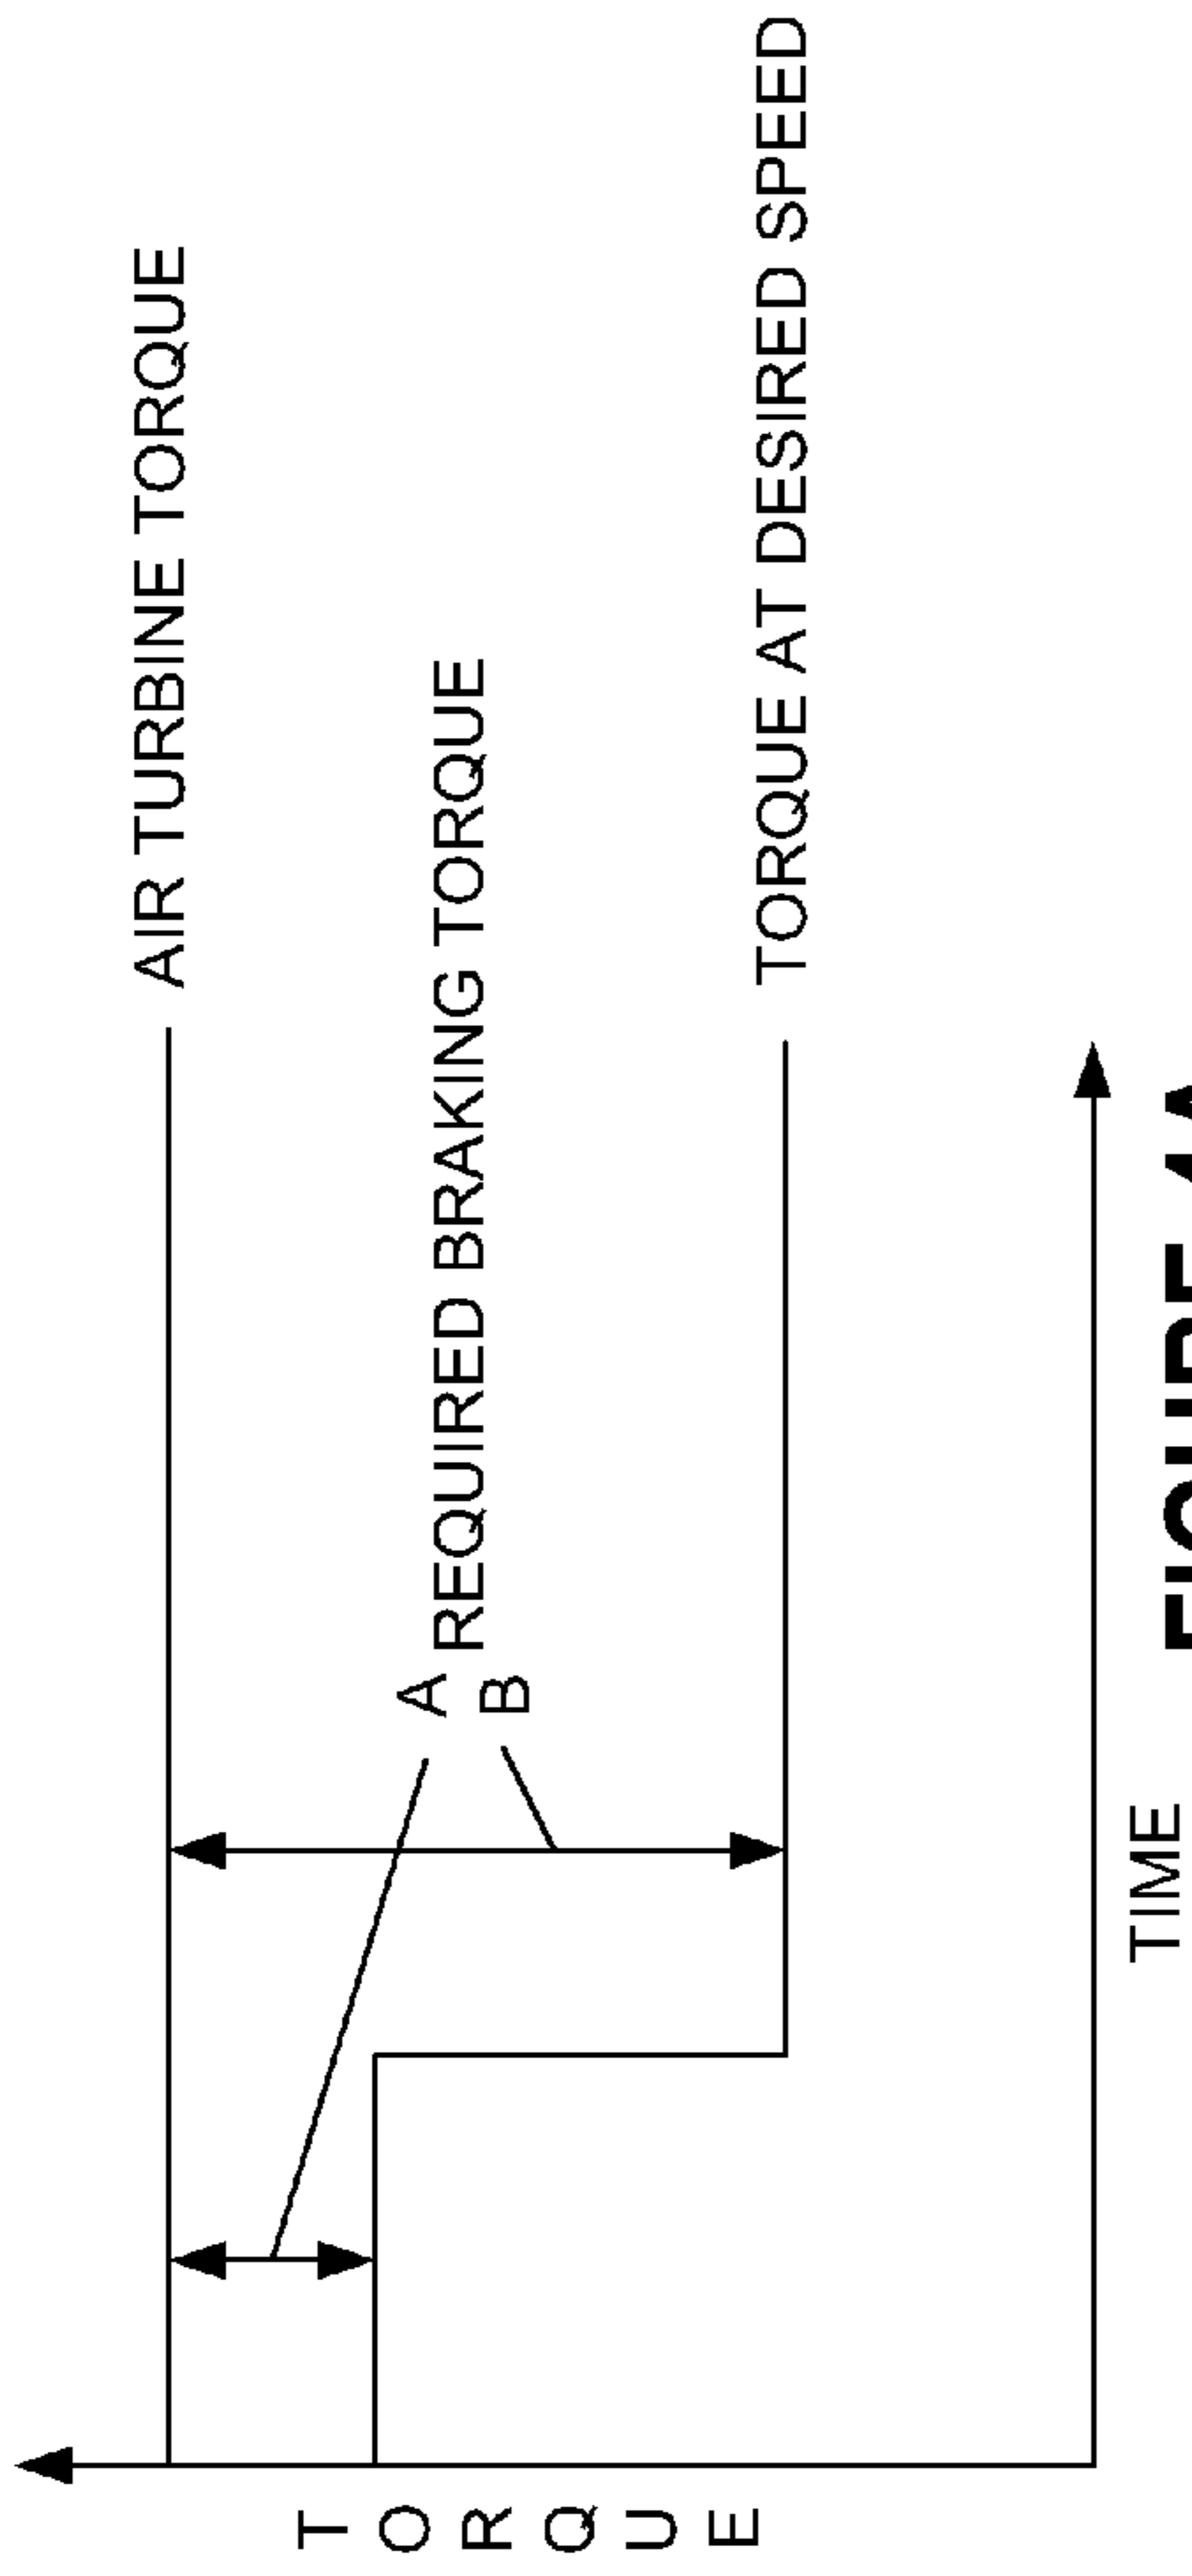 AIR TURBINE TORQUE
A
REQUIRED BRAKING TORQUE
B
TORQUE AT DESIRED SPEED
TORQUE
TIME